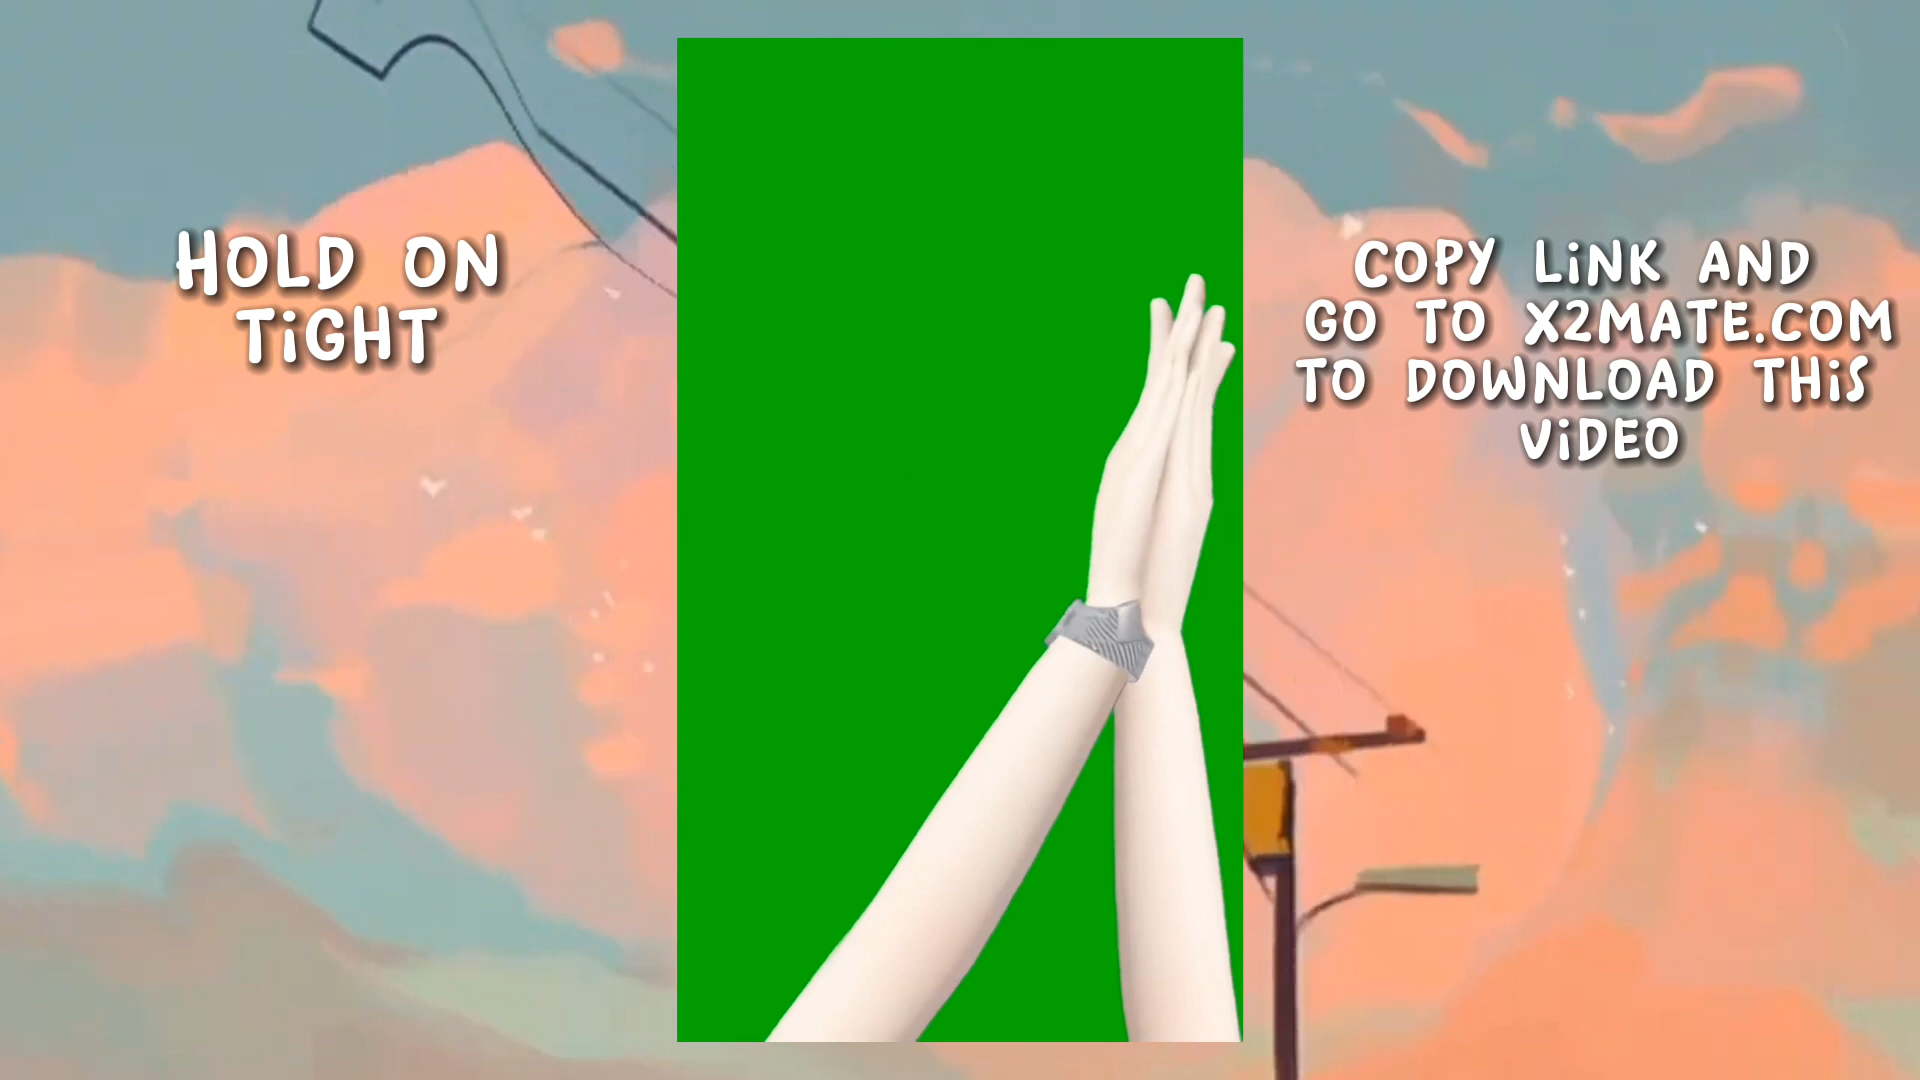 HOLD ON
TiGHT
COPY LiNK AND
GO TO X2MATE.COM
TO DOWNLOAD THiS
ViDEO